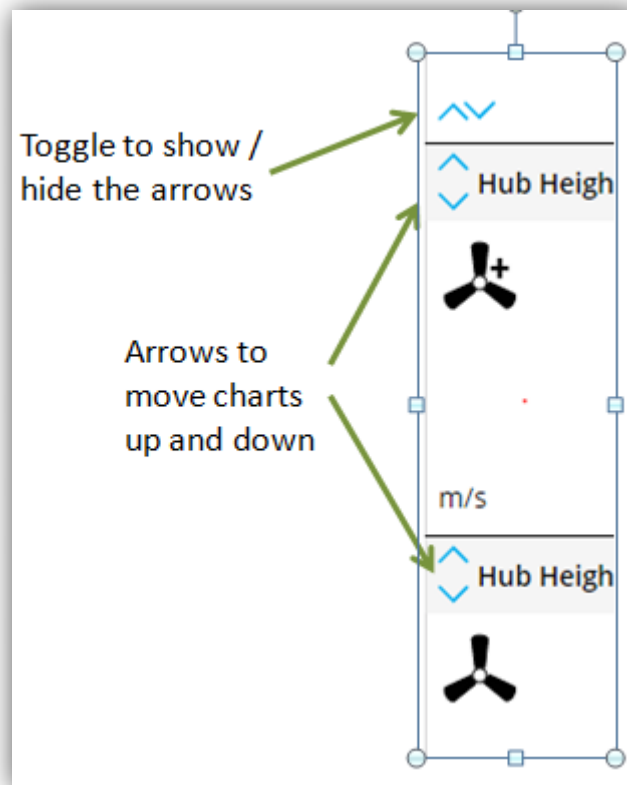 Toggle to show /
hide the arrows
Hub Heigh
+
Arrows to
move charts
up and down
m/s
Hub Heigh